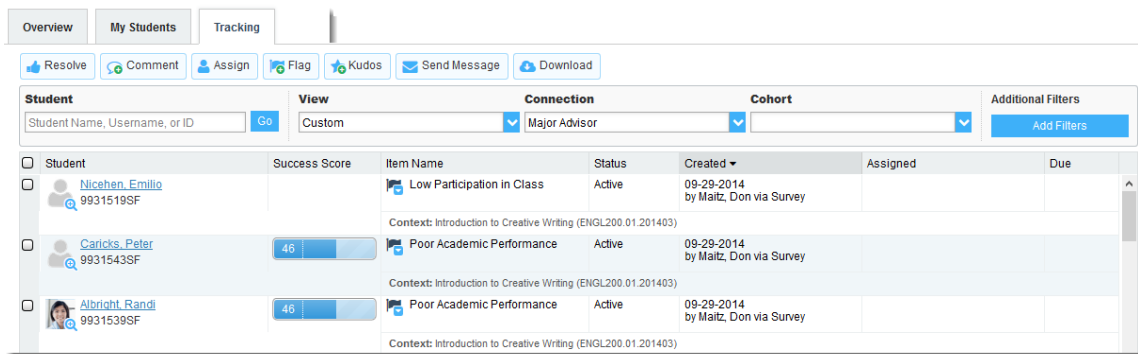 Overview My Students Tracking
Resolve Comment Assign Flag Kudos Send Message Download
Student View Connection Cohort Additional Filters
Student Name, Username, or ID Go Custom Major Advisor Add Filters
Student Success Score Item Name Status Created Assigned Due
Nicehen, Emilio Low Participation in Class Active 09-29-2014
9931519SF by Maitz, Don via Survey
Context: Introduction to Creative Writing (ENGL200.01.201403)
Caricks, Peter 46 Poor Academic Performance Active 09-29-2014
9931543SF by Maitz, Don via Survey
Context: Introduction to Creative Writing (ENGL200.01.201403)
Albright, Randi 46 Poor Academic Performance Active 09-29-2014
9931539SF by Maitz, Don via Survey
Context: Introduction to Creative Writing (ENGL200.01.201403)